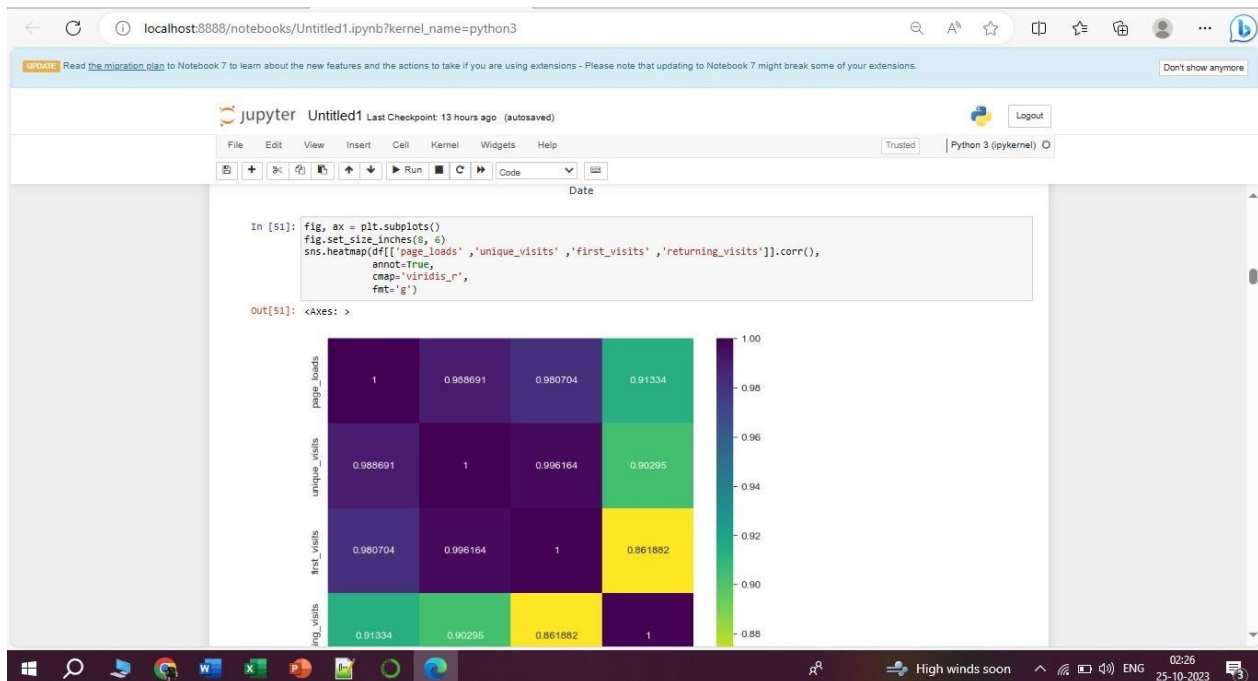 localhost:8888/notebooks/Untitled1.ipynb?kernel_name=python3
UPDATE Read the migration plan to Notebook 7 to learn about the new features and the actions to take if you are using extensions - Please note that updating to Notebook 7 might break some of your extensions.
Don't show anymore
jupyter Untitled1 Last Checkpoint: 13 hours ago (autosaved)
Logout
File Edit View Insert Cell Kernel Widgets Help
Trusted Python 3 (ipykernel)
Run Code
Date
In [51]: fig, ax = plt.subplots()
fig.set_size_inches(8, 6)
sns.heatmap(df[['page_loads' ,'unique_visits' ,'first_visits' ,'returning_visits']].corr(),
annot=True,
cmap='viridis_r',
fmt='g')
Out[51]: <Axes: >
page_loads 1 0.988691 0.980704 0.91334
unique_visits 0.988691 1 0.996164 0.90295
first_visits 0.980704 0.996164 1 0.861882
ing_visits 0.91334 0.90295 0.861882 1
1.00
0.98
0.96
0.94
0.92
0.90
0.88
High winds soon ENG 02:26
25-10-2023